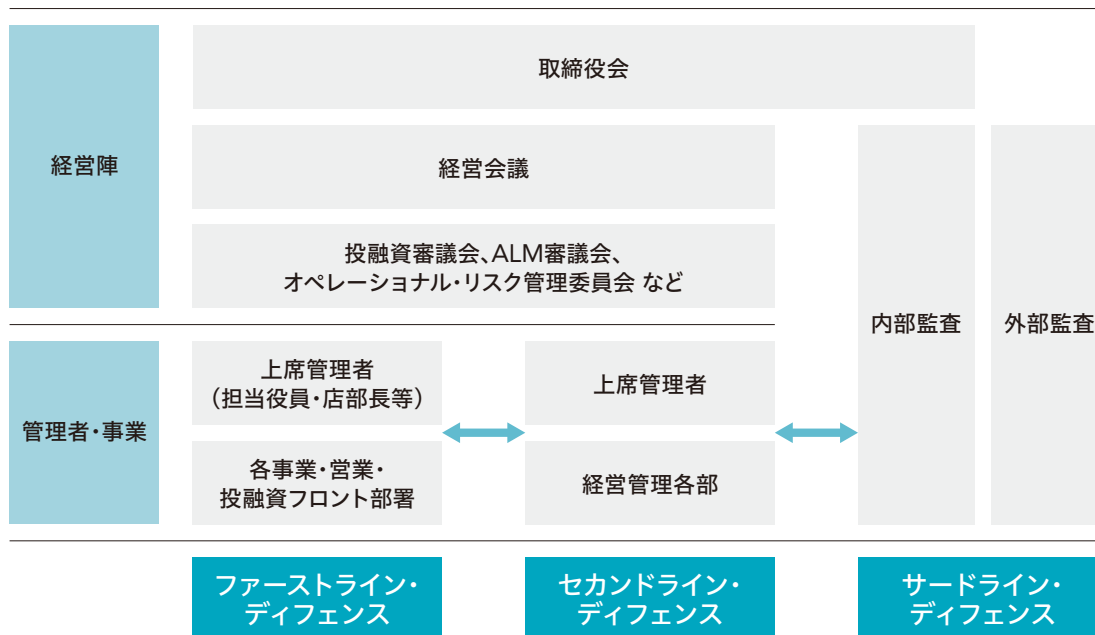 取締役会
経営陣
経営会議
投融資審議会、ALM審議会、
オペレーショナル・リスク管理委員会 など
内部監査
外部監査
管理者・事業
上席管理者
（担当役員・店部長等）
上席管理者
各事業・営業・
投融資フロント部署
経営管理各部
ファーストライン・
ディフェンス
セカンドライン・
ディフェンス
サードライン・
ディフェンス